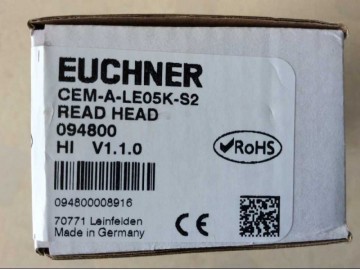 EUCHNER
CEM-A-LE05K-S2
READ HEAD
094800
HI V1.1.0
RoHS
094800008916
70771 Leinfelden
Made in Germany
CE